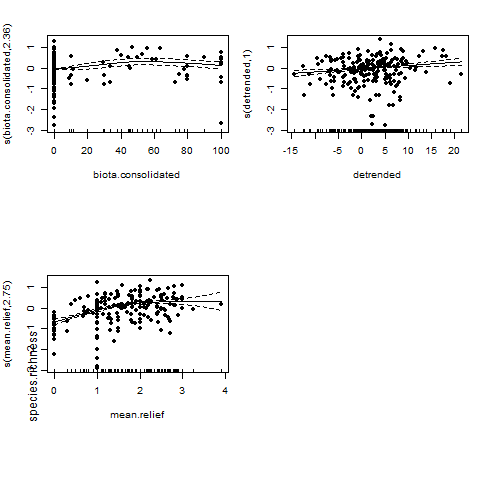 s(biota.consolidated,2.36)
1
0
-1
-2
-3
0 20 40 60 80 100
biota.consolidated
s(detrended,1)
1
0
-1
-2
-3
-15 -10 -5 0 5 10 15 20
detrended
s(mean.relief,2.75)
species.richness
1
0
-1
-2
-3
0 1 2 3 4
mean.relief